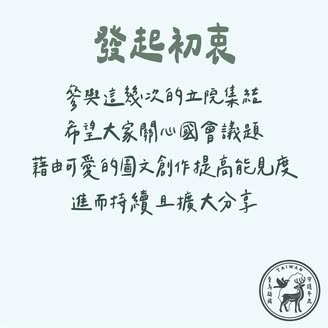 發起初衷
參與這幾次的立院集結
希望大家關心國會議題
藉由可愛的圖文創作提高能見度
進而持續且擴大分享
TAIWAN